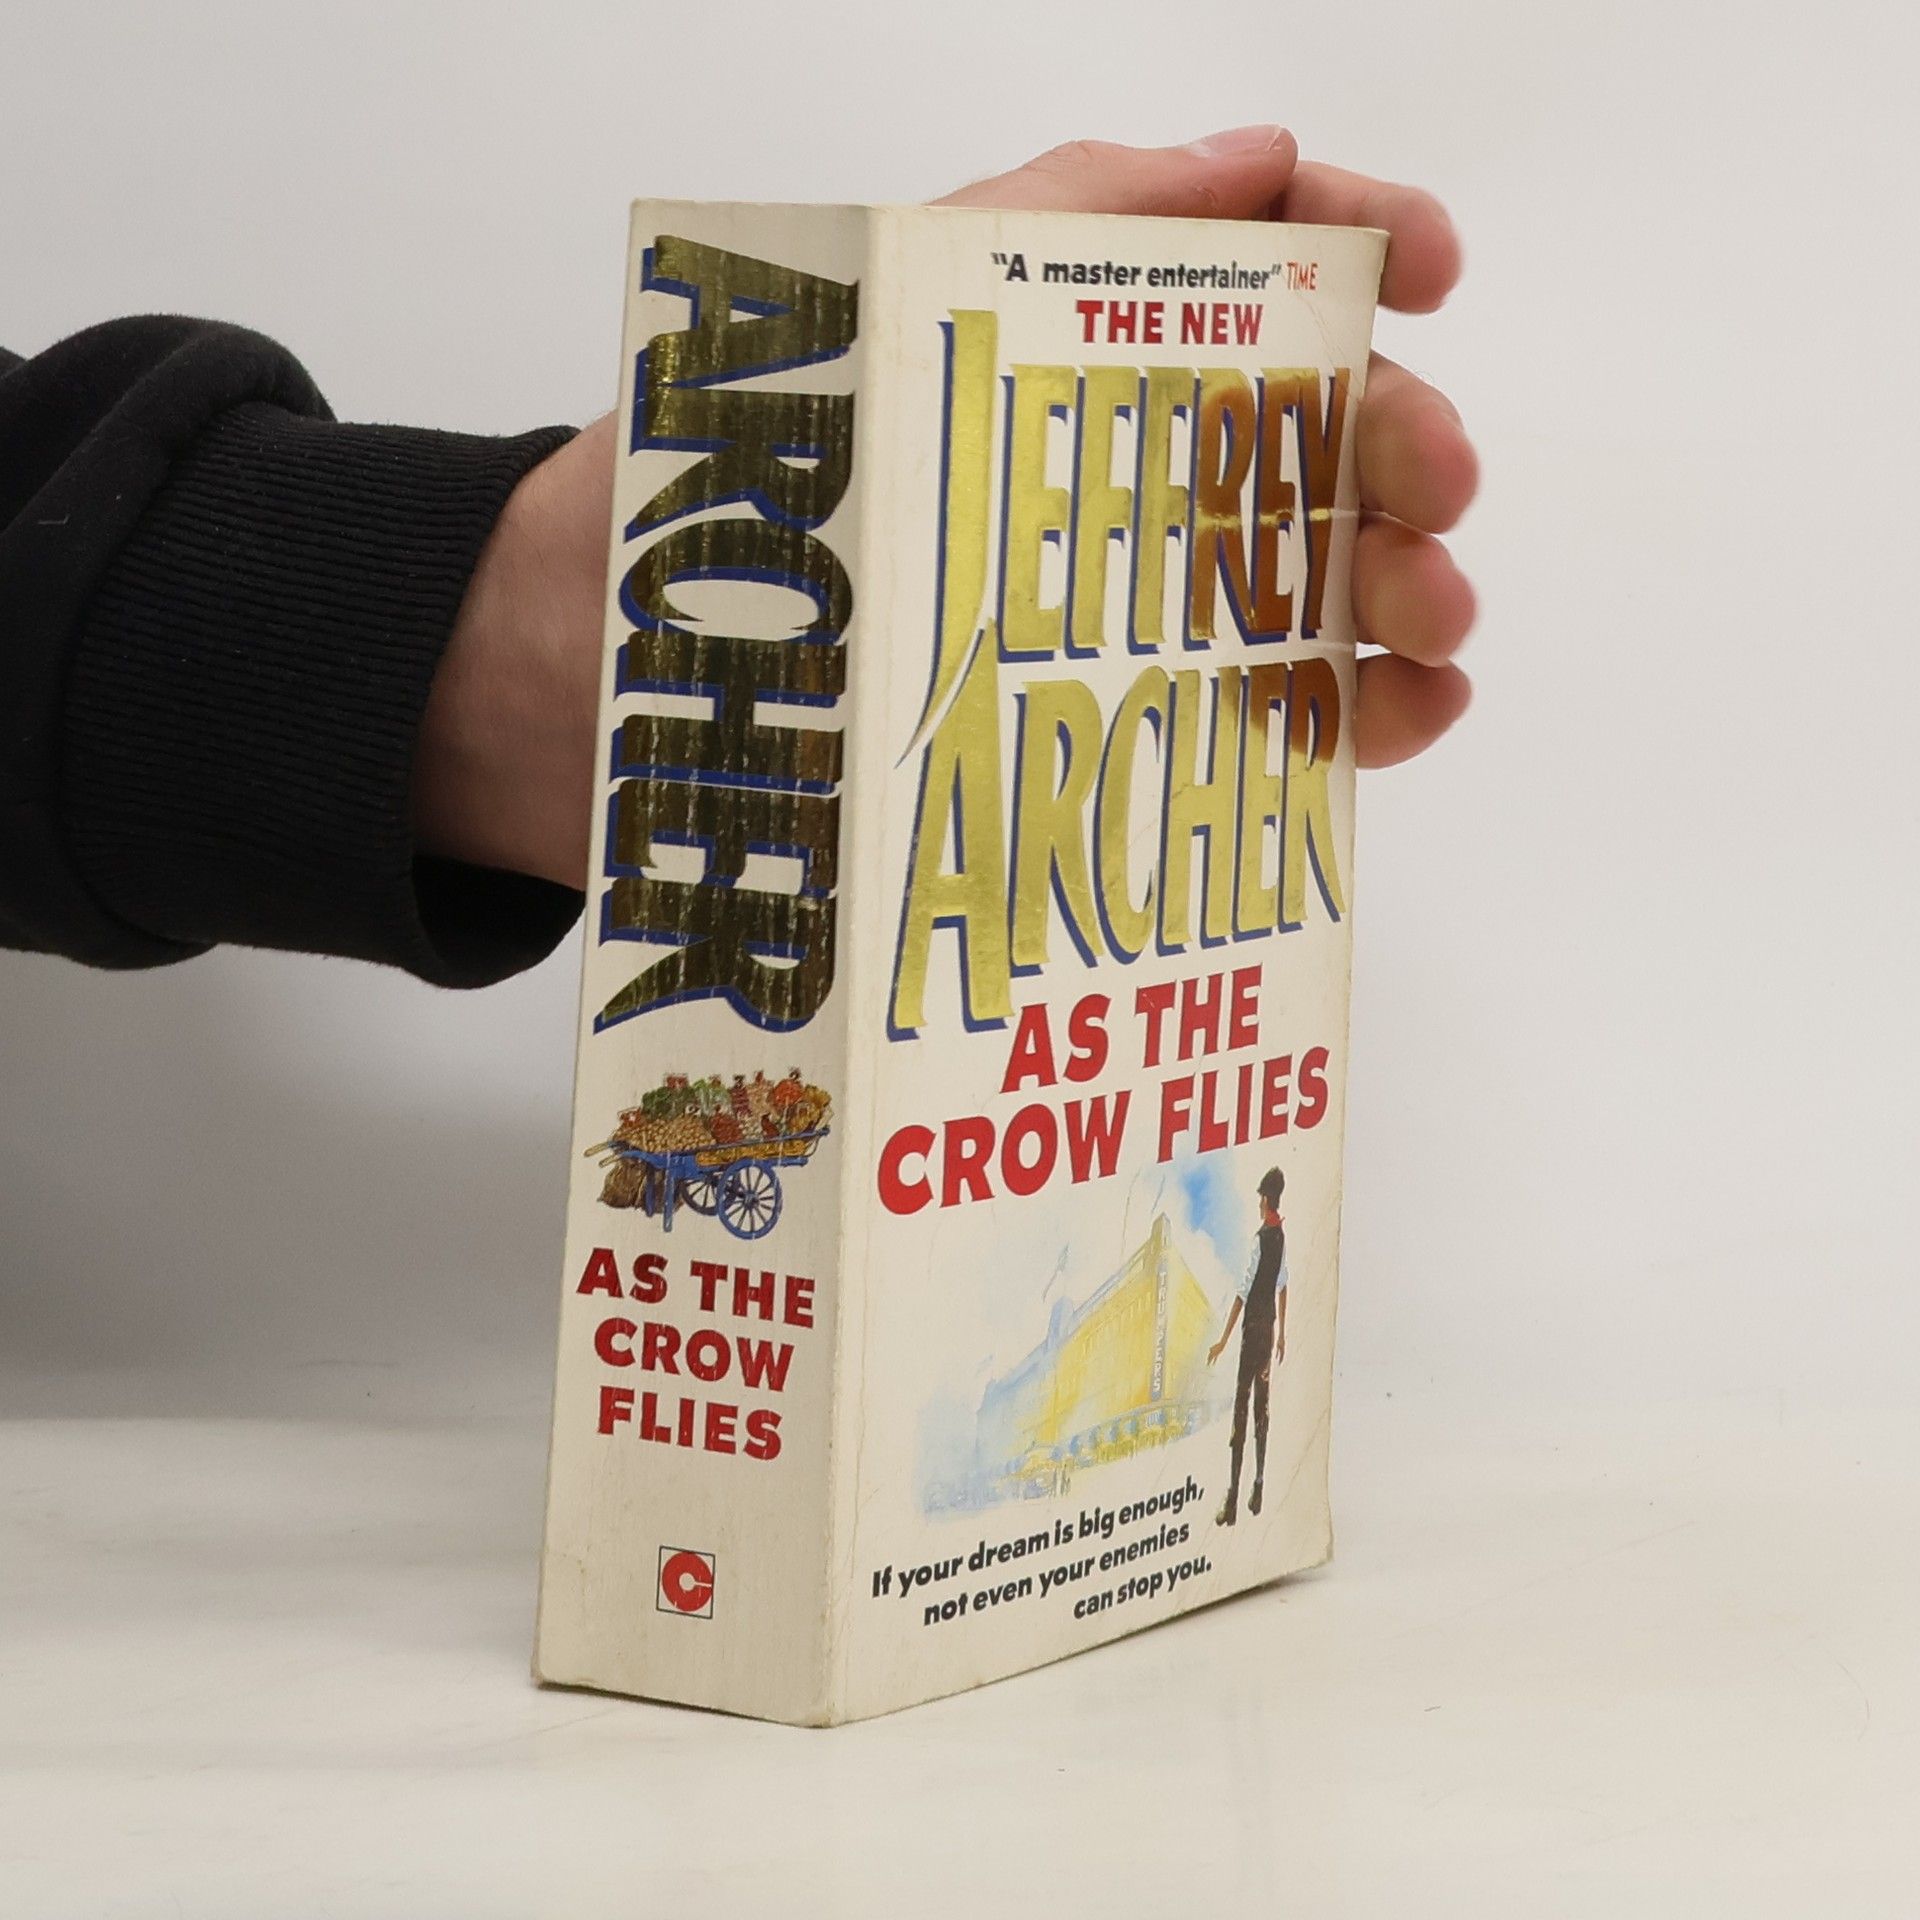 ARCHER
AS THE
CROW
FLIES
"A master entertainer" TIME
THE NEW
JEFFREY
ARCHER
AS THE
CROW FLIES
TRUMPERS
If your dream is big enough,
not even your enemies
can stop you.